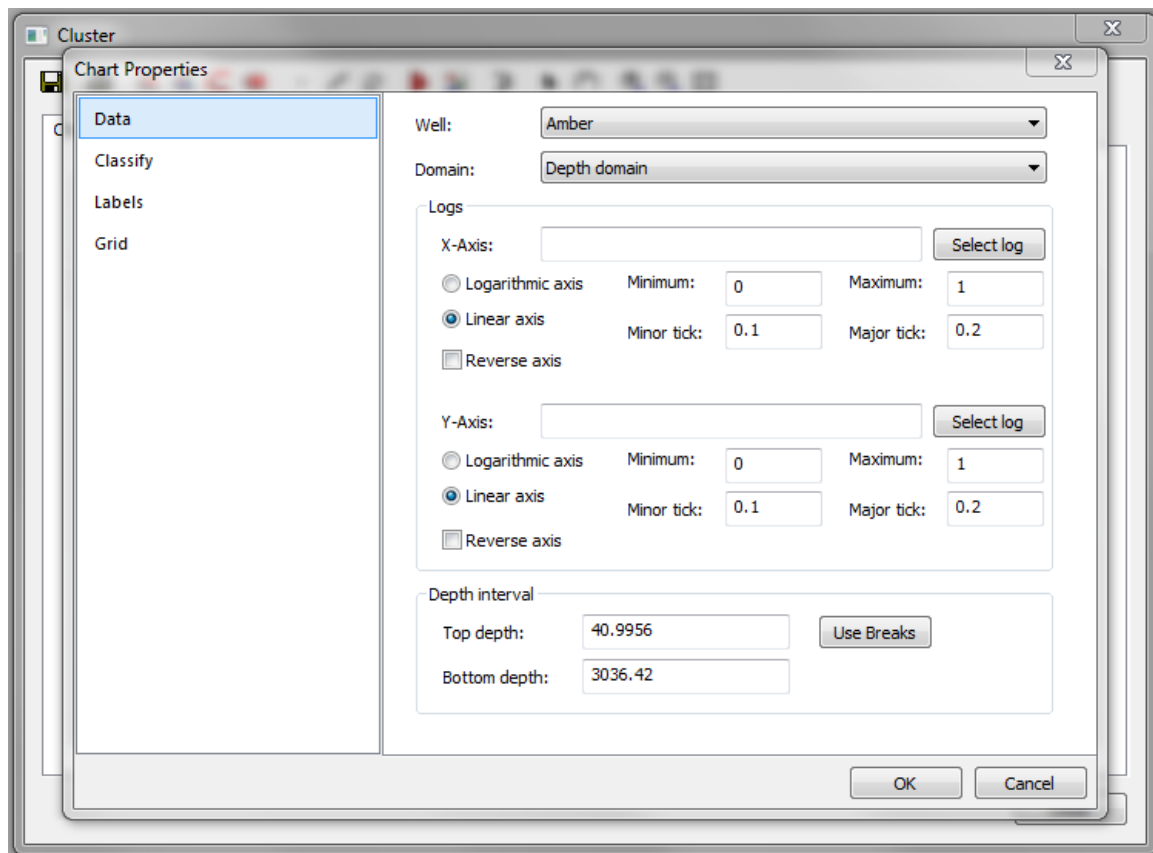 Cluster
Chart Properties
Data
Classify
Labels
Grid
Well: Amber
Domain: Depth domain
Logs
X-Axis: Select log
Logarithmic axis Minimum: 0 Maximum: 1
Linear axis Minor tick: 0.1 Major tick: 0.2
Reverse axis
Y-Axis: Select log
Logarithmic axis Minimum: 0 Maximum: 1
Linear axis Minor tick: 0.1 Major tick: 0.2
Reverse axis
Depth interval
Top depth: 40.9956 Use Breaks
Bottom depth: 3036.42
OK Cancel